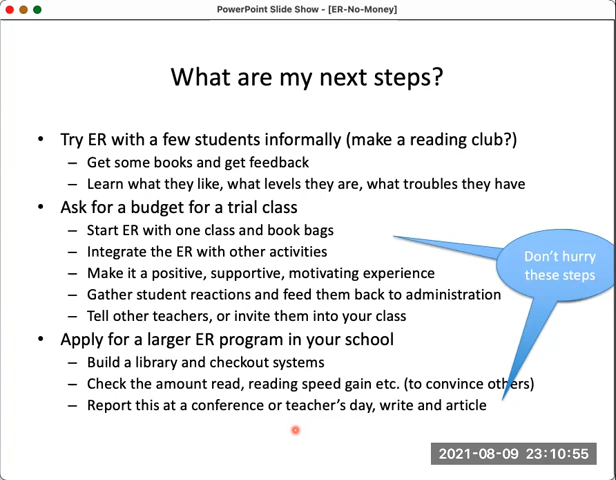 PowerPoint Slide Show - [ER-No-Money]
What are my next steps?
• Try ER with a few students informally (make a reading club?)
– Get some books and get feedback
– Learn what they like, what levels they are, what troubles they have
• Ask for a budget for a trial class
– Start ER with one class and book bags
– Integrate the ER with other activities
– Make it a positive, supportive, motivating experience
– Gather student reactions and feed them back to administration
– Tell other teachers, or invite them into your class
• Apply for a larger ER program in your school
– Build a library and checkout systems
– Check the amount read, reading speed gain etc. (to convince others)
– Report this at a conference or teacher's day, write and article
Don't hurry
these steps
2021-08-09 23:10:55